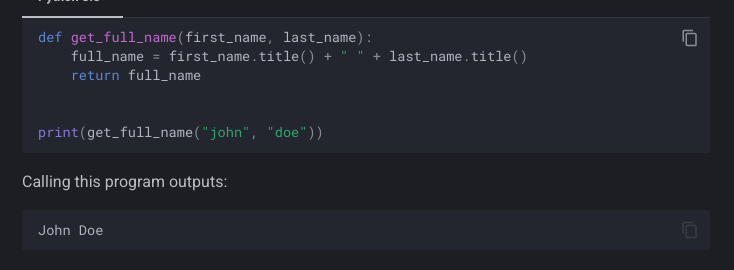 def get_full_name(first_name, last_name):
    full_name = first_name.title() + " " + last_name.title()
    return full_name
print(get_full_name("john", "doe"))
Calling this program outputs:
John Doe